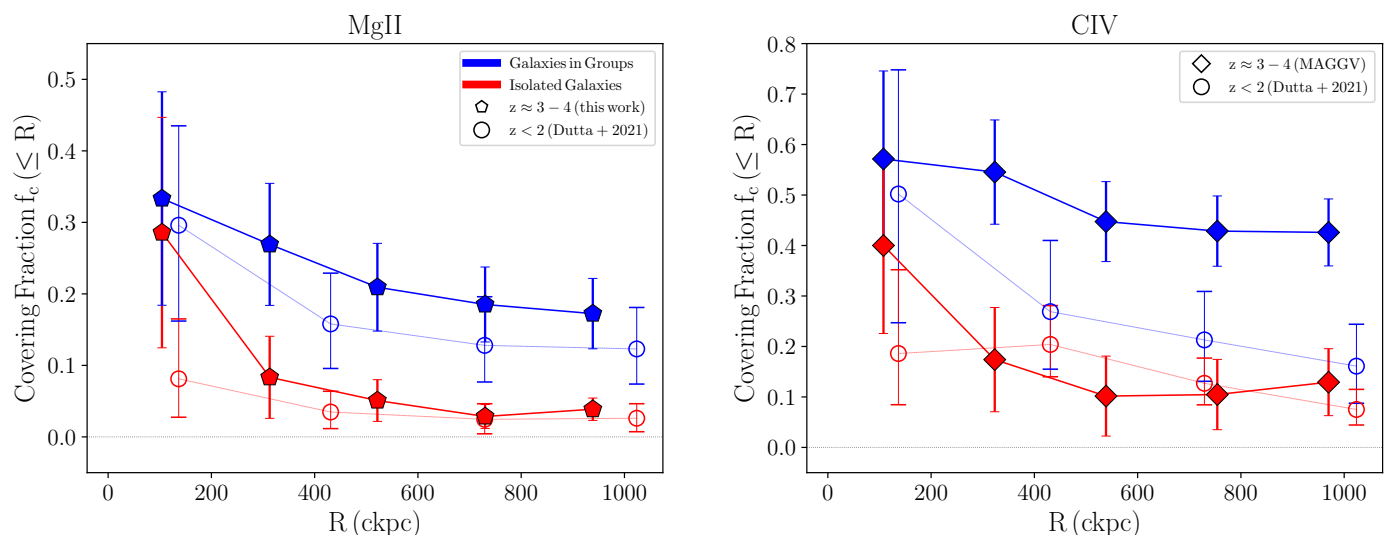 MgII
Covering Fraction f_c (≤ R)
0.5
0.4
0.3
0.2
0.1
0.0
Galaxies in Groups
Isolated Galaxies
z ≈ 3 − 4 (this work)
z < 2 (Dutta + 2021)
0 200 400 600 800 1000
R (ckpc)
CIV
Covering Fraction f_c (≤ R)
0.8
0.7
0.6
0.5
0.4
0.3
0.2
0.1
0.0
z ≈ 3 − 4 (MAGGV)
z < 2 (Dutta + 2021)
0 200 400 600 800 1000
R (ckpc)